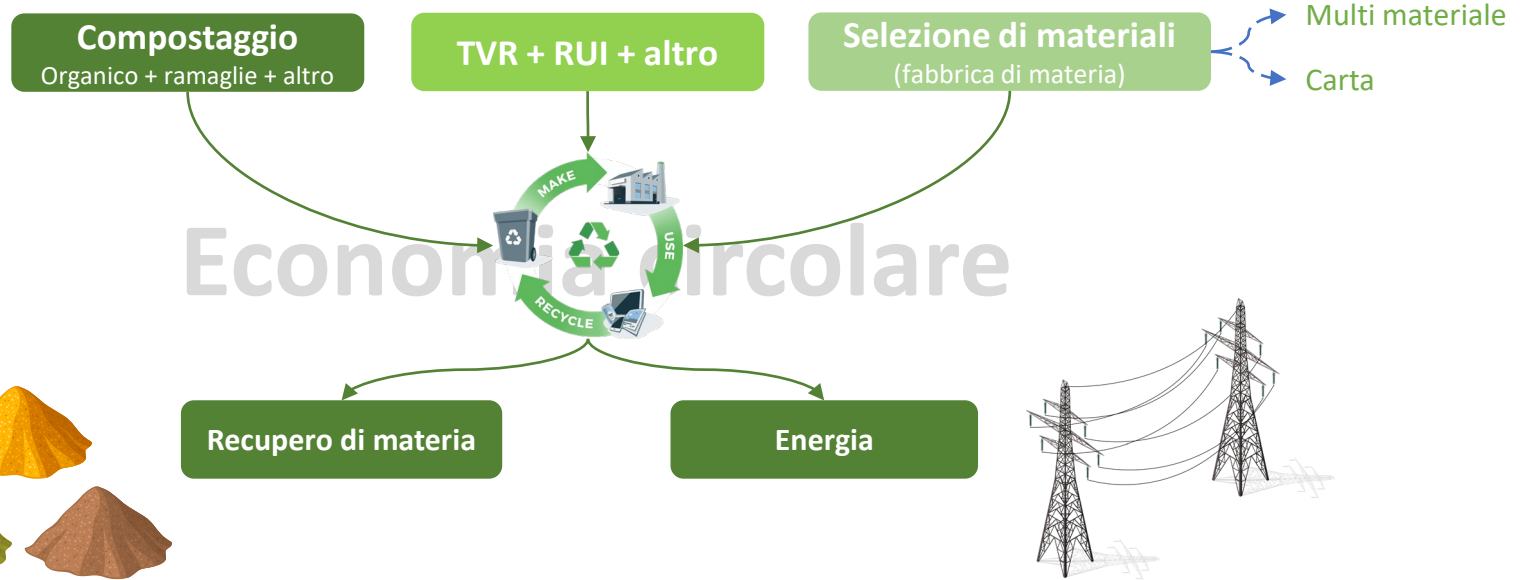 Compostaggio
Organico + ramaglie + altro
TVR + RUI + altro
Selezione di materiali
(fabbrica di materia)
Multi materiale
Carta
MAKE
USE
RECYCLE
Economia circolare
Recupero di materia
Energia